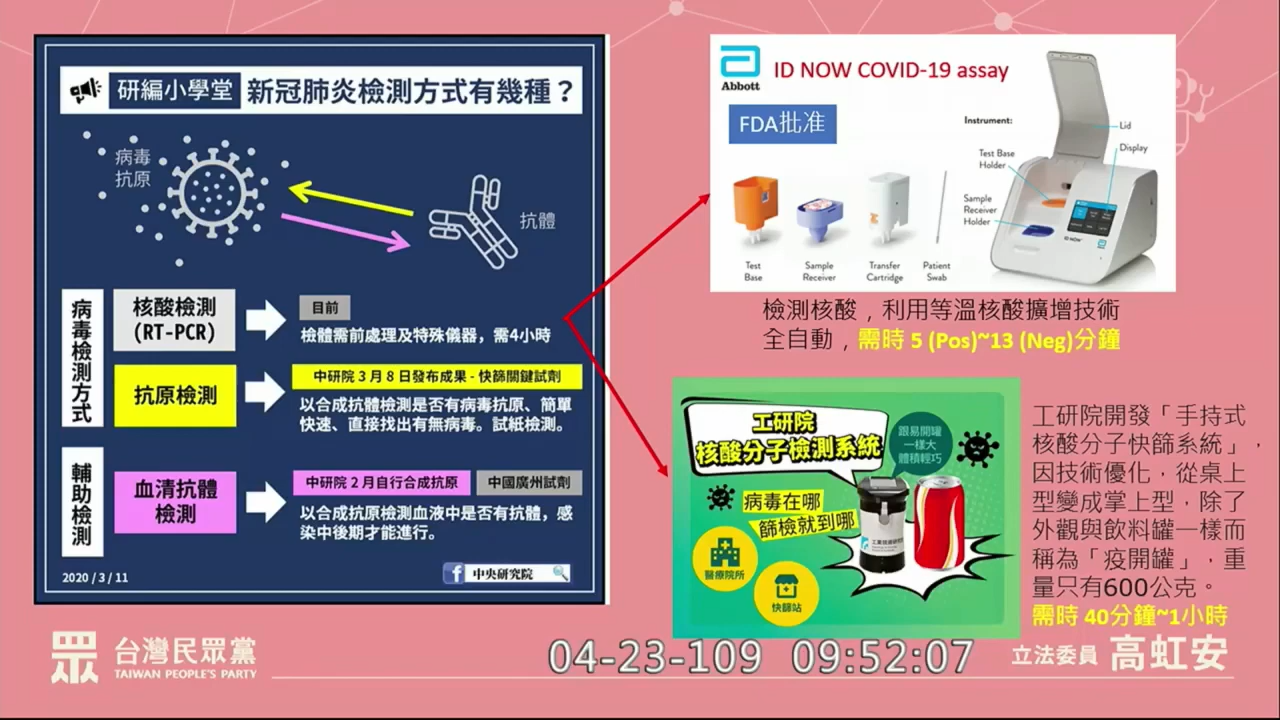 研編小學堂 新冠肺炎檢測方式有幾種？
病毒
抗原
抗體
病毒檢測方式
核酸檢測
(RT-PCR)
目前
檢體需前處理及特殊儀器，需4小時
抗原檢測
中研院 3 月 8 日發布成果 - 快篩關鍵試劑
以合成抗體檢測是否有病毒抗原、簡單
快速、直接找出有無病毒。試紙檢測。
輔助檢測
血清抗體
檢測
中研院 2 月自行合成抗原
中國廣州試劑
以合成抗原檢測血液中是否有抗體，感
染中後期才能進行。
2020 / 3 / 11
中央研究院
Abbott
ID NOW COVID-19 assay
FDA批准
Instrument:
Lid
Display
Test Base
Holder
Sample
Receiver
Holder
ID NOW
Test
Base
Sample
Receiver
Transfer
Cartridge
Patient
Swab
檢測核酸，利用等溫核酸擴增技術
全自動，需時 5 (Pos)~13 (Neg)分鐘
工研院
核酸分子檢測系統
跟易開罐
一樣大
體積輕巧
病毒在哪
篩檢就到哪
醫療院所
快篩站
工業技術研究院
工研院開發「手持式
核酸分子快篩系統」，
因技術優化，從桌上
型變成掌上型，除了
外觀與飲料罐一樣而
稱為「疫開罐」，重
量只有600公克。
需時 40分鐘~1小時
眾 台灣民眾黨
TAIWAN PEOPLE'S PARTY
04-23-109 09:52:07
立法委員 高虹安